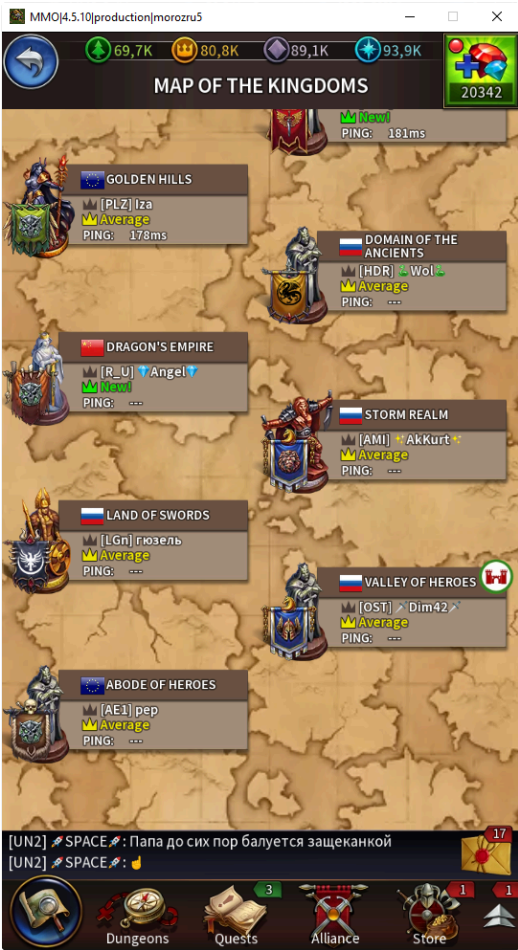 MMO|4.5.10|production|morozru5
69,7K 80,8K 89,1K 93,9K
20342
MAP OF THE KINGDOMS
New!
PING: 181ms
GOLDEN HILLS
[PLZ] Iza
Average
PING: 178ms
DOMAIN OF THE
ANCIENTS
[HDR] 🐍Wol🐍
Average
PING: ---
DRAGON'S EMPIRE
[R_U] 💎Angel💎
New!
PING: ---
STORM REALM
[AMI] ✨AkKurt✨
Average
PING: ---
LAND OF SWORDS
[LGn] гюзель
Average
PING: ---
VALLEY OF HEROES
[OST] 🗡Dim42🗡
Average
PING: ---
ABODE OF HEROES
[AE1] pep
Average
PING: ---
[UN2] 🚀SPACE🚀: Папа до сих пор балуется защеканкой
[UN2] 🚀SPACE🚀: ☝
17
3
1
1
Dungeons Quests Alliance Store